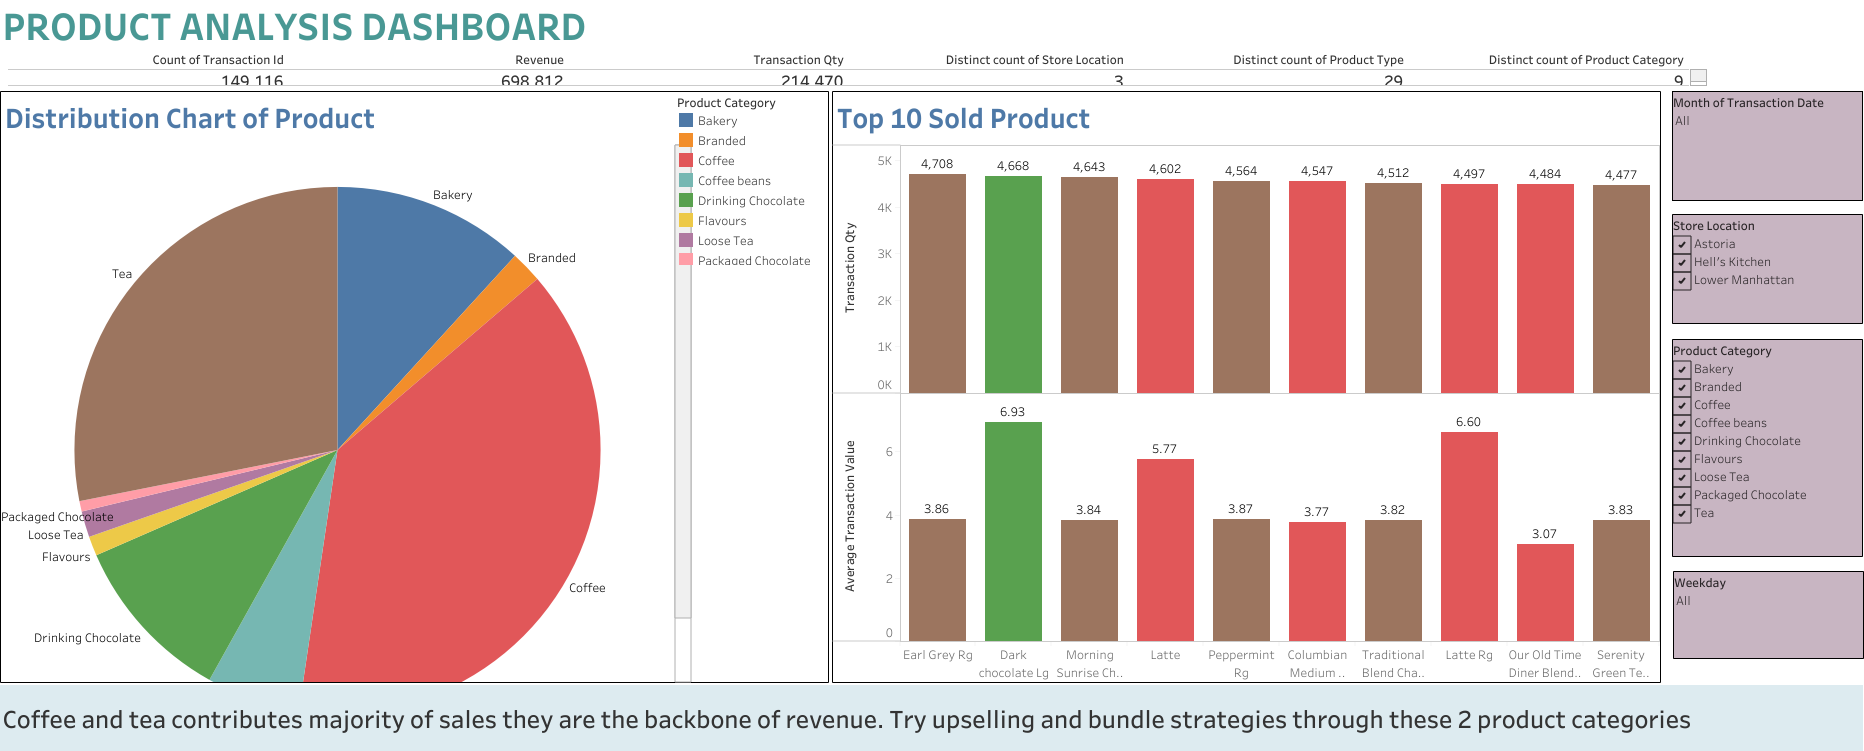 PRODUCT ANALYSIS DASHBOARD
Count of Transaction Id Revenue Transaction Qty Distinct count of Store Location Distinct count of Product Type Distinct count of Product Category
149,116 698,812 214,470 3 29 9
Distribution Chart of Product
Product Category
Bakery
Branded
Coffee
Coffee beans
Drinking Chocolate
Flavours
Loose Tea
Packaged Chocolate
Bakery
Branded
Tea
Packaged Chocolate
Loose Tea
Flavours
Coffee
Drinking Chocolate
Top 10 Sold Product
Transaction Qty
5K
4K
3K
2K
1K
0K
4,708 4,668 4,643 4,602 4,564 4,547 4,512 4,497 4,484 4,477
Average Transaction Value
6
4
2
0
3.86 6.93 3.84 5.77 3.87 3.77 3.82 6.60 3.07 3.83
Earl Grey Rg Dark Morning Latte Peppermint Columbian Traditional Latte Rg Our Old Time Serenity
chocolate Lg Sunrise Ch.. Rg Medium .. Blend Cha.. Diner Blend.. Green Te..
Month of Transaction Date
All
Store Location
Astoria
Hell's Kitchen
Lower Manhattan
Product Category
Bakery
Branded
Coffee
Coffee beans
Drinking Chocolate
Flavours
Loose Tea
Packaged Chocolate
Tea
Weekday
All
Coffee and tea contributes majority of sales they are the backbone of revenue. Try upselling and bundle strategies through these 2 product categories